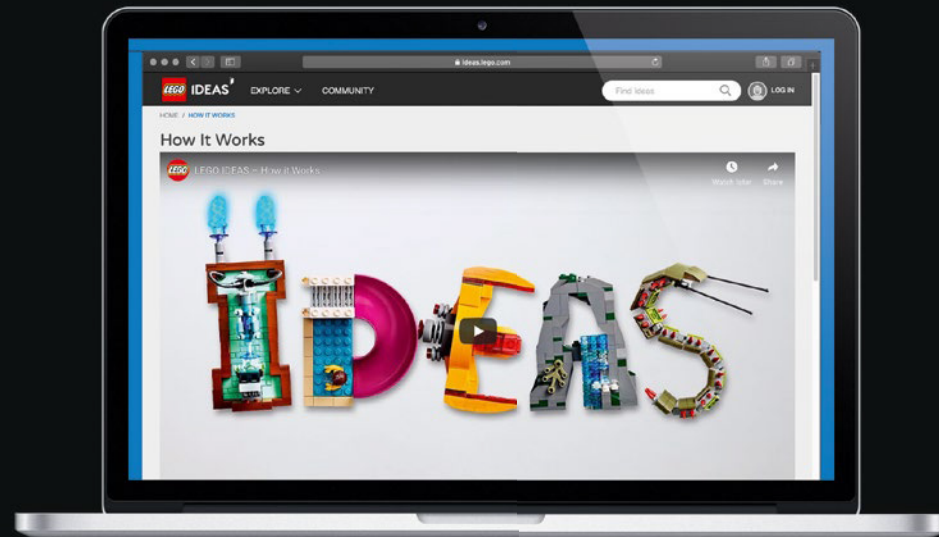 ideas.lego.com
LEGO IDEAS EXPLORE COMMUNITY Find Ideas LOG IN
HOME / HOW IT WORKS
How It Works
LEGO LEGO IDEAS – How it Works
Watch later Share
IDEAS